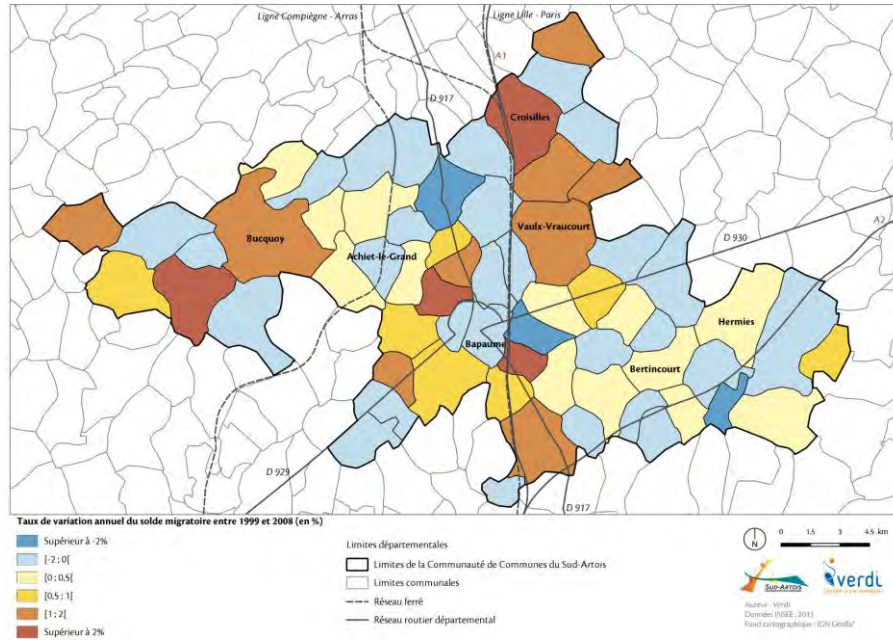 Ligne Compiègne - Arras
Ligne Lille - Paris
A1
D 917
Croisilles
Bucquoy
Vaulx-Vraucourt
A2
D 930
Achiet-le-Grand
Hermies
Bapaume
Bertincourt
D 929
D 917
Taux de variation annuel du solde migratoire entre 1999 et 2008 (en %)
Supérieur à -2%
[-2 ; 0[
[0 ; 0,5[
[0,5 ; 1[
[1 ; 2[
Supérieur à 2%
Limites départementales
Limites de la Communauté de Communes du Sud-Artois
Limites communales
Réseau ferré
Réseau routier départemental
N
0 1.5 3 4.5 km
SUD-ARTOIS
verdi
Auteur : Verdi
Données INSEE, 2013
Fond cartographique : IGN Géofla